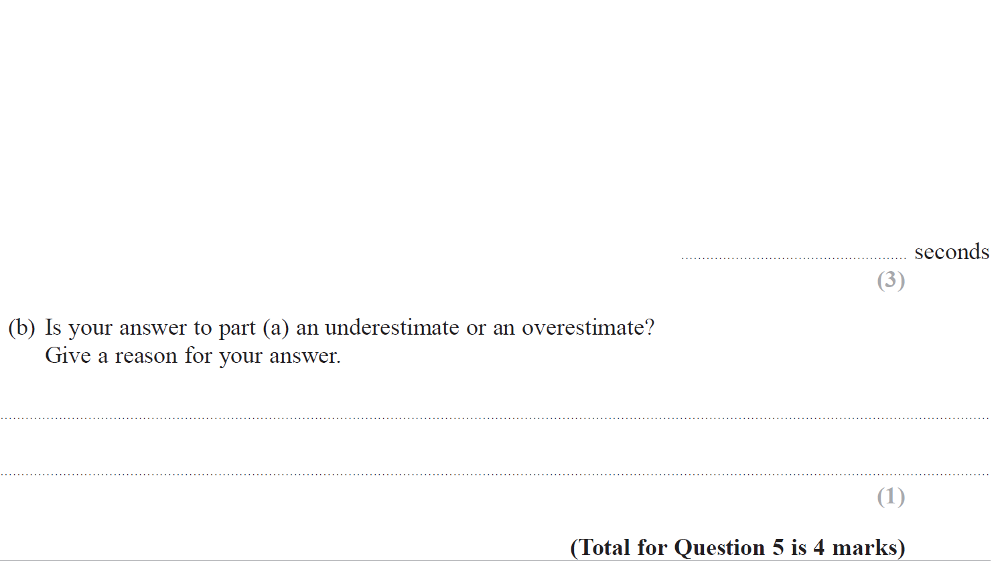 seconds
(3)
(b) Is your answer to part (a) an underestimate or an overestimate?
Give a reason for your answer.
(1)
(Total for Question 5 is 4 marks)